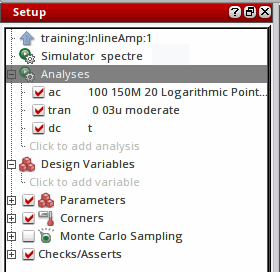 Setup
training:InlineAmp:1
Simulator spectre
Analyses
ac 100 150M 20 Logarithmic Point...
tran 0 03u moderate
dc t
Click to add analysis
Design Variables
Click to add variable
Parameters
Corners
Monte Carlo Sampling
Checks/Asserts